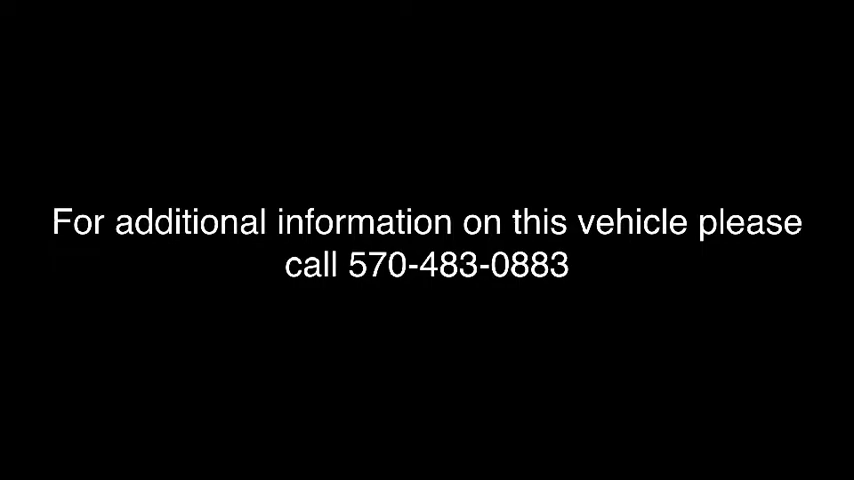 For additional information on this vehicle please
call 570-483-0883